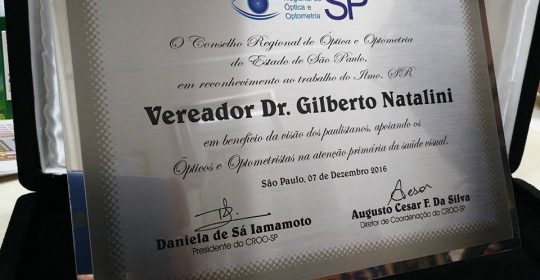 Regional de
Óptica e
Optometria
SP
O Conselho Regional de Óptica e Optometria
do Estado de São Paulo,
em reconhecimento ao trabalho do Ilmo. SR
Vereador Dr. Gilberto Natalini
em benefício da visão dos paulistanos, apoiando os
Ópticos e Optometristas na atenção primária da saúde visual.
São Paulo, 07 de Dezembro 2016
Daniela de Sá Iamamoto
Presidente do CROO-SP
Augusto Cesar F. Da Silva
Diretor de Coordenação do CROO-SP